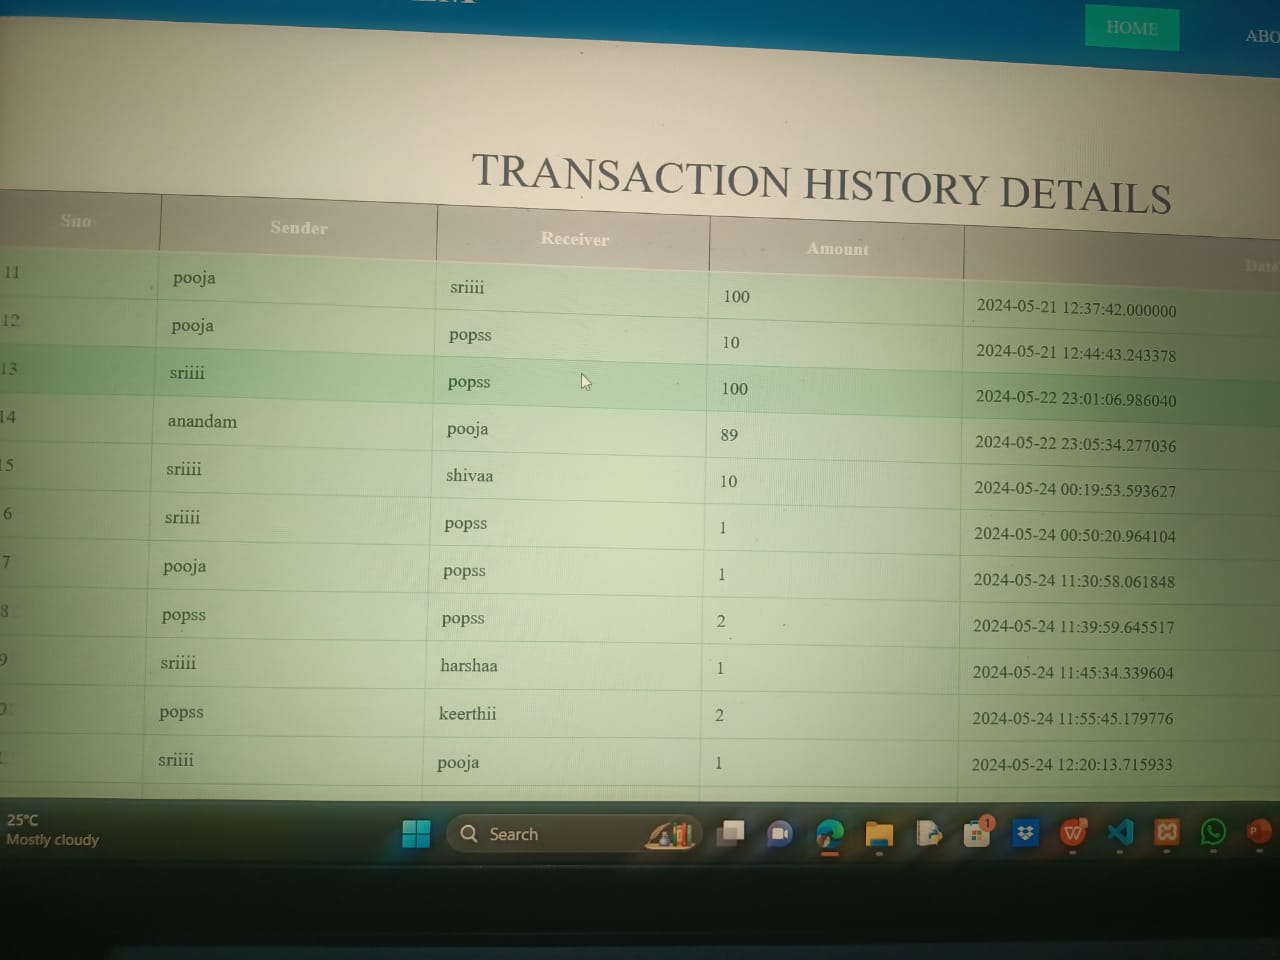 HOME ABO
TRANSACTION HISTORY DETAILS
Sno Sender Receiver Amount Date
11 pooja sriiii 100 2024-05-21 12:37:42.000000
12 pooja popss 10 2024-05-21 12:44:43.243378
13 sriiii popss 100 2024-05-22 23:01:06.986040
14 anandam pooja 89 2024-05-22 23:05:34.277036
15 sriiii shivaa 10 2024-05-24 00:19:53.593627
6 sriiii popss 1 2024-05-24 00:50:20.964104
7 pooja popss 1 2024-05-24 11:30:58.061848
8 popss popss 2 2024-05-24 11:39:59.645517
9 sriiii harshaa 1 2024-05-24 11:45:34.339604
0 popss keerthii 2 2024-05-24 11:55:45.179776
sriiii pooja 1 2024-05-24 12:20:13.715933
25°C
Mostly cloudy
Search
1